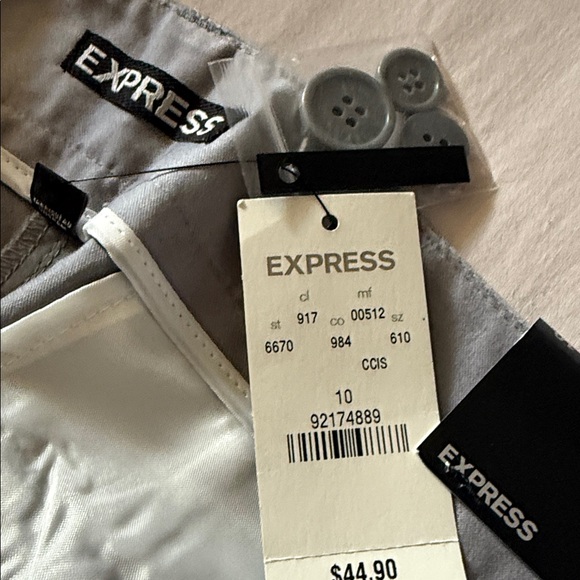 EXPRESS
EXPRESS
cl mf
st 917 co 00512 sz
6670 984 610
CCIS
10
92174889
$44.90
EXPRESS